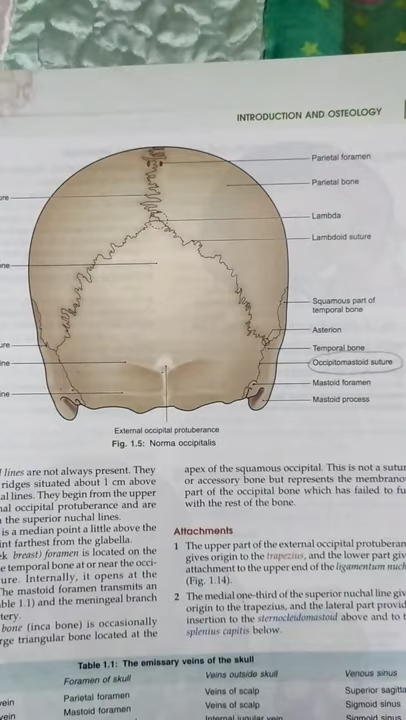 INTRODUCTION AND OSTEOLOGY
Parietal foramen
Parietal bone
Lambda
Lambdoid suture
Squamous part of
temporal bone
Asterion
Temporal bone
Occipitomastoid suture
Mastoid foramen
Mastoid process
External occipital protuberance
Fig. 1.5: Norma occipitalis
lines are not always present. They
ridges situated about 1 cm above
al lines. They begin from the upper
nal occipital protuberance and are
the superior nuchal lines.
is a median point a little above the
int farthest from the glabella.
breast) foramen is located on the
e temporal bone at or near the occi-
ure. Internally, it opens at the
The mastoid foramen transmits an
ble 1.1) and the meningeal branch
tery.
bone (inca bone) is occasionally
rge triangular bone located at the
apex of the squamous occipital. This is not a sutur
or accessory bone but represents the membrano
part of the occipital bone which has failed to fu
with the rest of the bone.
Attachments
1 The upper part of the external occipital protuberan
gives origin to the trapezius, and the lower part giv
attachment to the upper end of the ligamentum nuch
(Fig. 1.14).
2 The medial one-third of the superior nuchal line giv
origin to the trapezius, and the lateral part provid
insertion to the sternocleidomastoid above and to t
splenius capitis below.
Table 1.1: The emissary veins of the skull
Foramen of skull Veins outside skull Venous sinus
vein Parietal foramen Veins of scalp Superior sagitta
vein Mastoid foramen Veins of scalp Sigmoid sinus
Internal jugular vein Sigmoid sinus